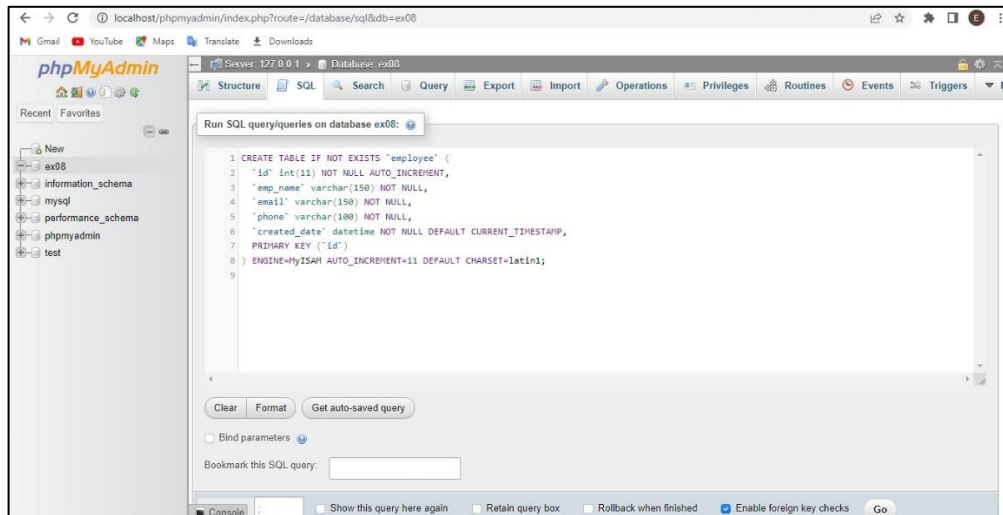 localhost/phpmyadmin/index.php?route=/database/sql&db=ex08
Gmail YouTube Maps Translate Downloads
phpMyAdmin
Recent Favorites
New
ex08
information_schema
mysql
performance_schema
phpmyadmin
test
Server: 127.0.0.1 » Database: ex08
Structure SQL Search Query Export Import Operations Privileges Routines Events Triggers
Run SQL query/queries on database ex08:
1 CREATE TABLE IF NOT EXISTS `employee` (
2 `id` int(11) NOT NULL AUTO_INCREMENT,
3 `emp_name` varchar(150) NOT NULL,
4 `email` varchar(150) NOT NULL,
5 `phone` varchar(100) NOT NULL,
6 `created_date` datetime NOT NULL DEFAULT CURRENT_TIMESTAMP,
7 PRIMARY KEY (`id`)
8 ) ENGINE=MyISAM AUTO_INCREMENT=11 DEFAULT CHARSET=latin1;
9
Clear Format Get auto-saved query
Bind parameters
Bookmark this SQL query:
Console ; Show this query here again Retain query box Rollback when finished Enable foreign key checks Go